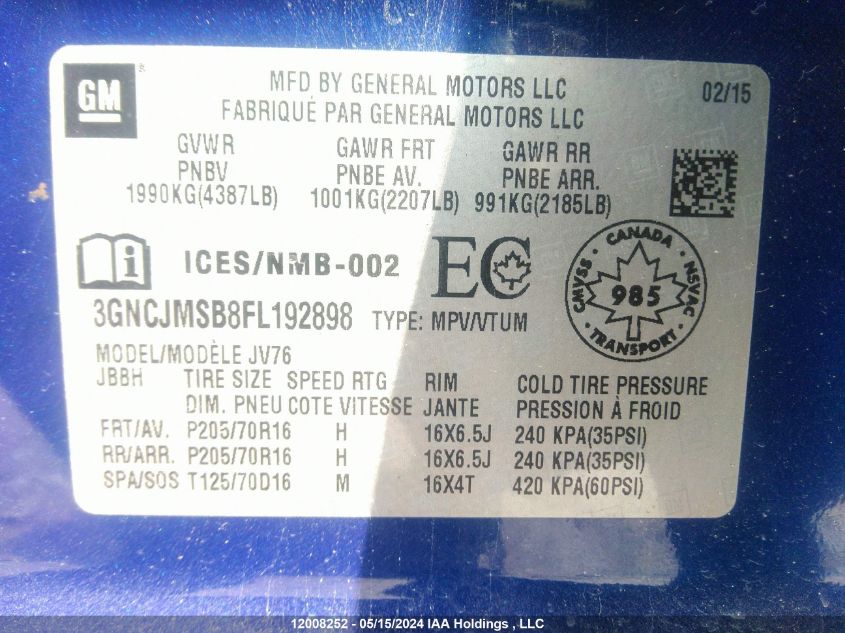 GM
MFD BY GENERAL MOTORS LLC
02/15
FABRIQUÉ PAR GENERAL MOTORS LLC
GVWR GAWR FRT GAWR RR
PNBV PNBE AV. PNBE ARR.
1990KG(4387LB) 1001KG(2207LB) 991KG(2185LB)
i ICES/NMB-002 EC
CANADA
CMVSS 985 NSVAC
TRANSPORT
3GNCJMSB8FL192898 TYPE: MPV/VTUM
MODEL/MODÈLE JV76
JBBH TIRE SIZE SPEED RTG RIM COLD TIRE PRESSURE
DIM. PNEU COTE VITESSE JANTE PRESSION À FROID
FRT/AV. P205/70R16 H 16X6.5J 240 KPA(35PSI)
RR/ARR. P205/70R16 H 16X6.5J 240 KPA(35PSI)
SPA/SOS T125/70D16 M 16X4T 420 KPA(60PSI)
12008252 - 05/15/2024 IAA Holdings , LLC